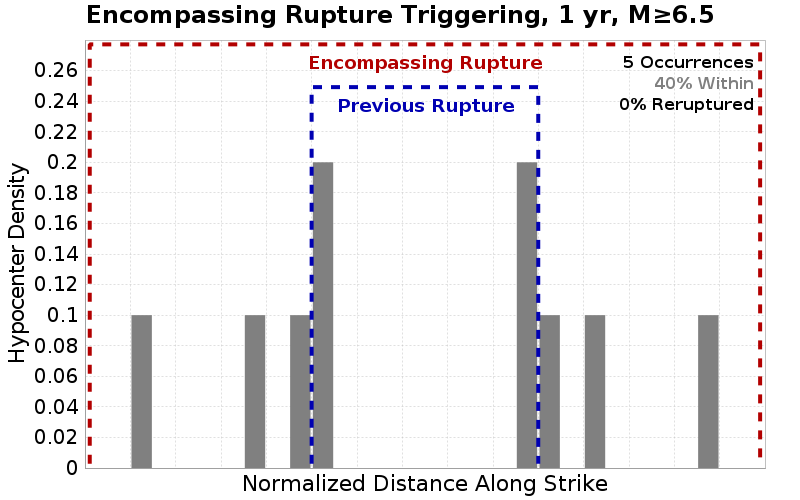 Encompassing Rupture Triggering, 1 yr, M≥6.5
Encompassing Rupture
Previous Rupture
5 Occurrences
40% Within
0% Reruptured
Hypocenter Density
0.26
0.24
0.22
0.2
0.18
0.16
0.14
0.12
0.1
0.08
0.06
0.04
0.02
0
Normalized Distance Along Strike